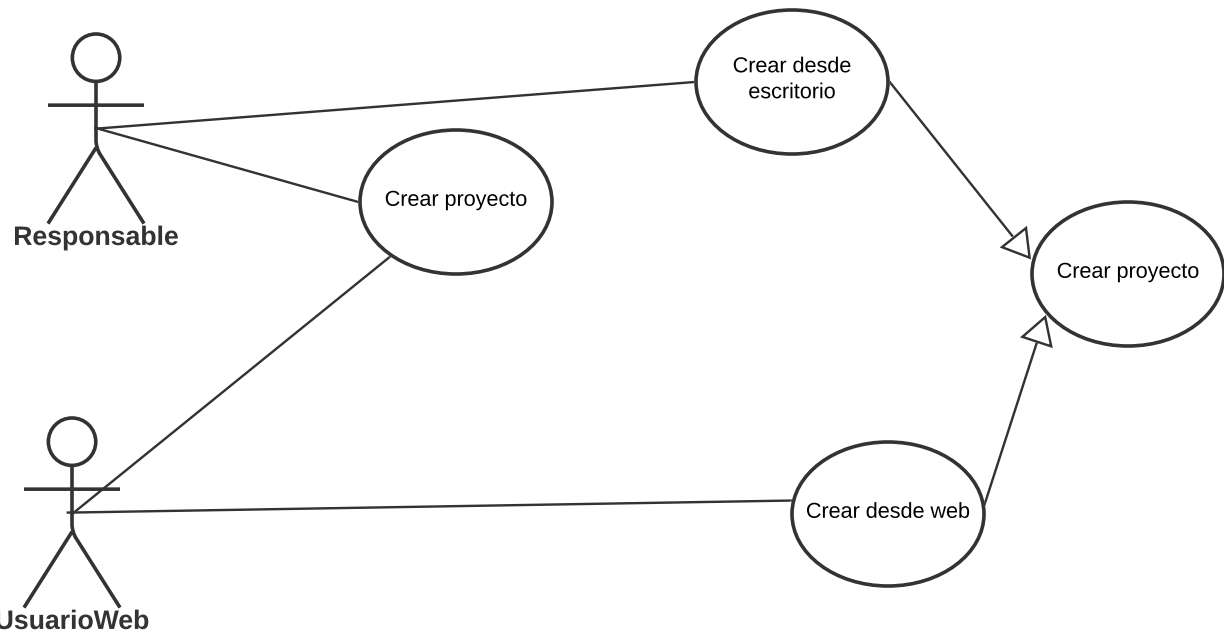 Crear desde
escritorio
Crear proyecto
Responsable
Crear proyecto
Crear desde web
UsuarioWeb